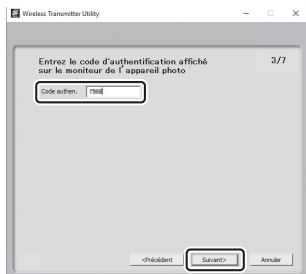 Wireless Transmitter Utility
Entrez le code d'authentification affiché
sur le moniteur de l'appareil photo
3/7
Code authen.
<Précédent
Suivant>
Annuler